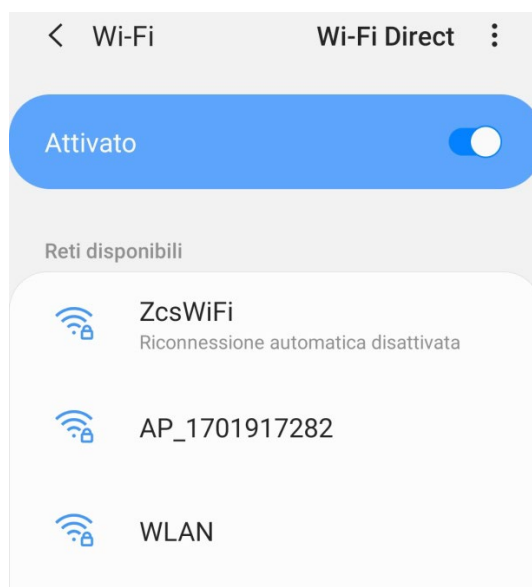 Wi-Fi Wi-Fi Direct
Attivato
Reti disponibili
ZcsWiFi
Riconnessione automatica disattivata
AP_1701917282
WLAN